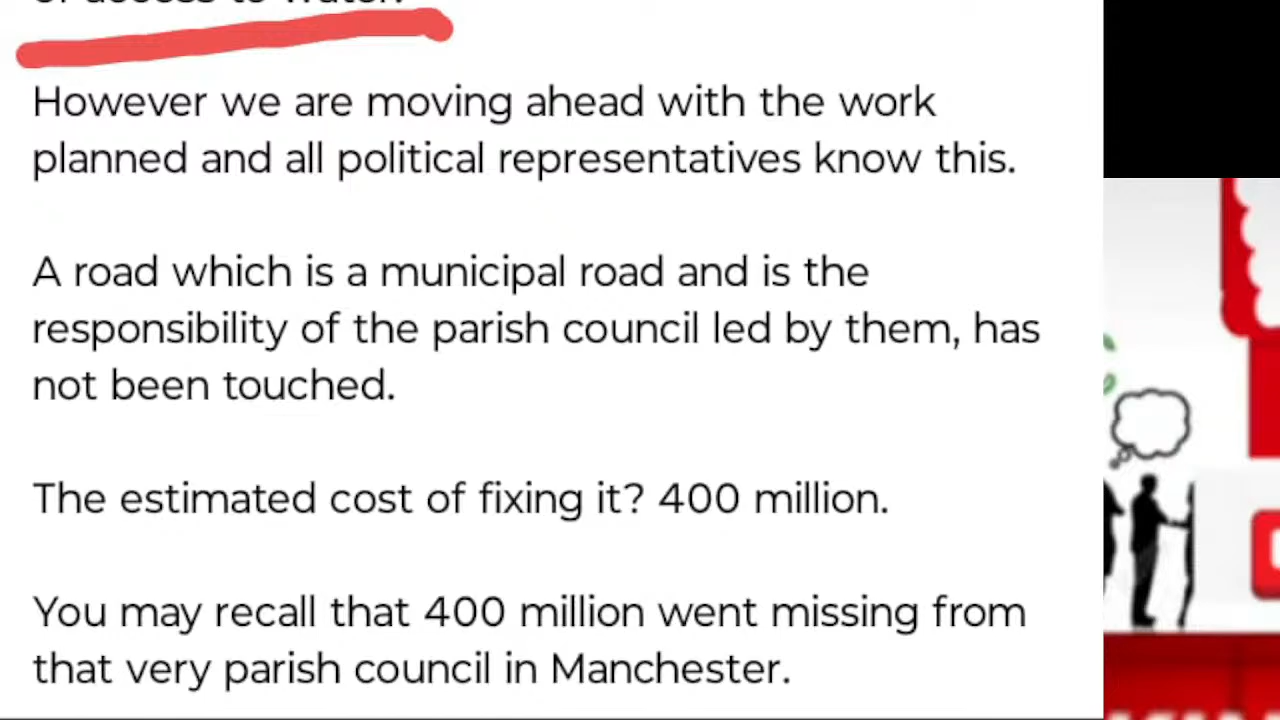 However we are moving ahead with the work
planned and all political representatives know this.
A road which is a municipal road and is the
responsibility of the parish council led by them, has
not been touched.
The estimated cost of fixing it? 400 million.
You may recall that 400 million went missing from
that very parish council in Manchester.